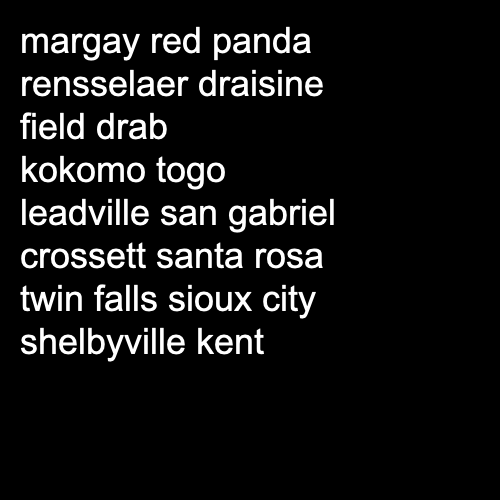 margay red panda
rensselaer draisine
field drab
kokomo togo
leadville san gabriel
crossett santa rosa
twin falls sioux city
shelbyville kent